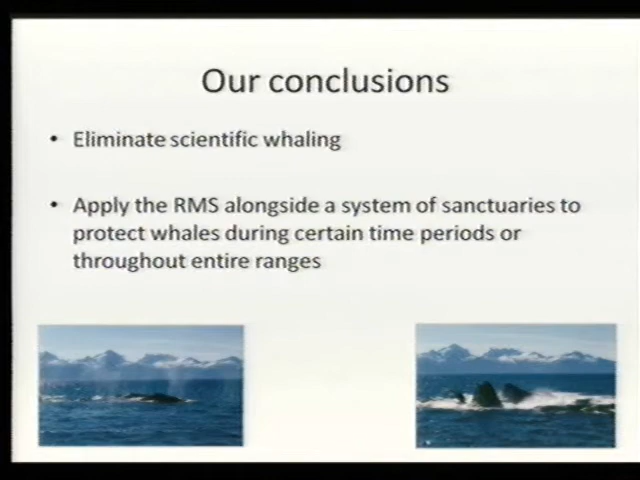 Our conclusions
• Eliminate scientific whaling
• Apply the RMS alongside a system of sanctuaries to
protect whales during certain time periods or
throughout entire ranges